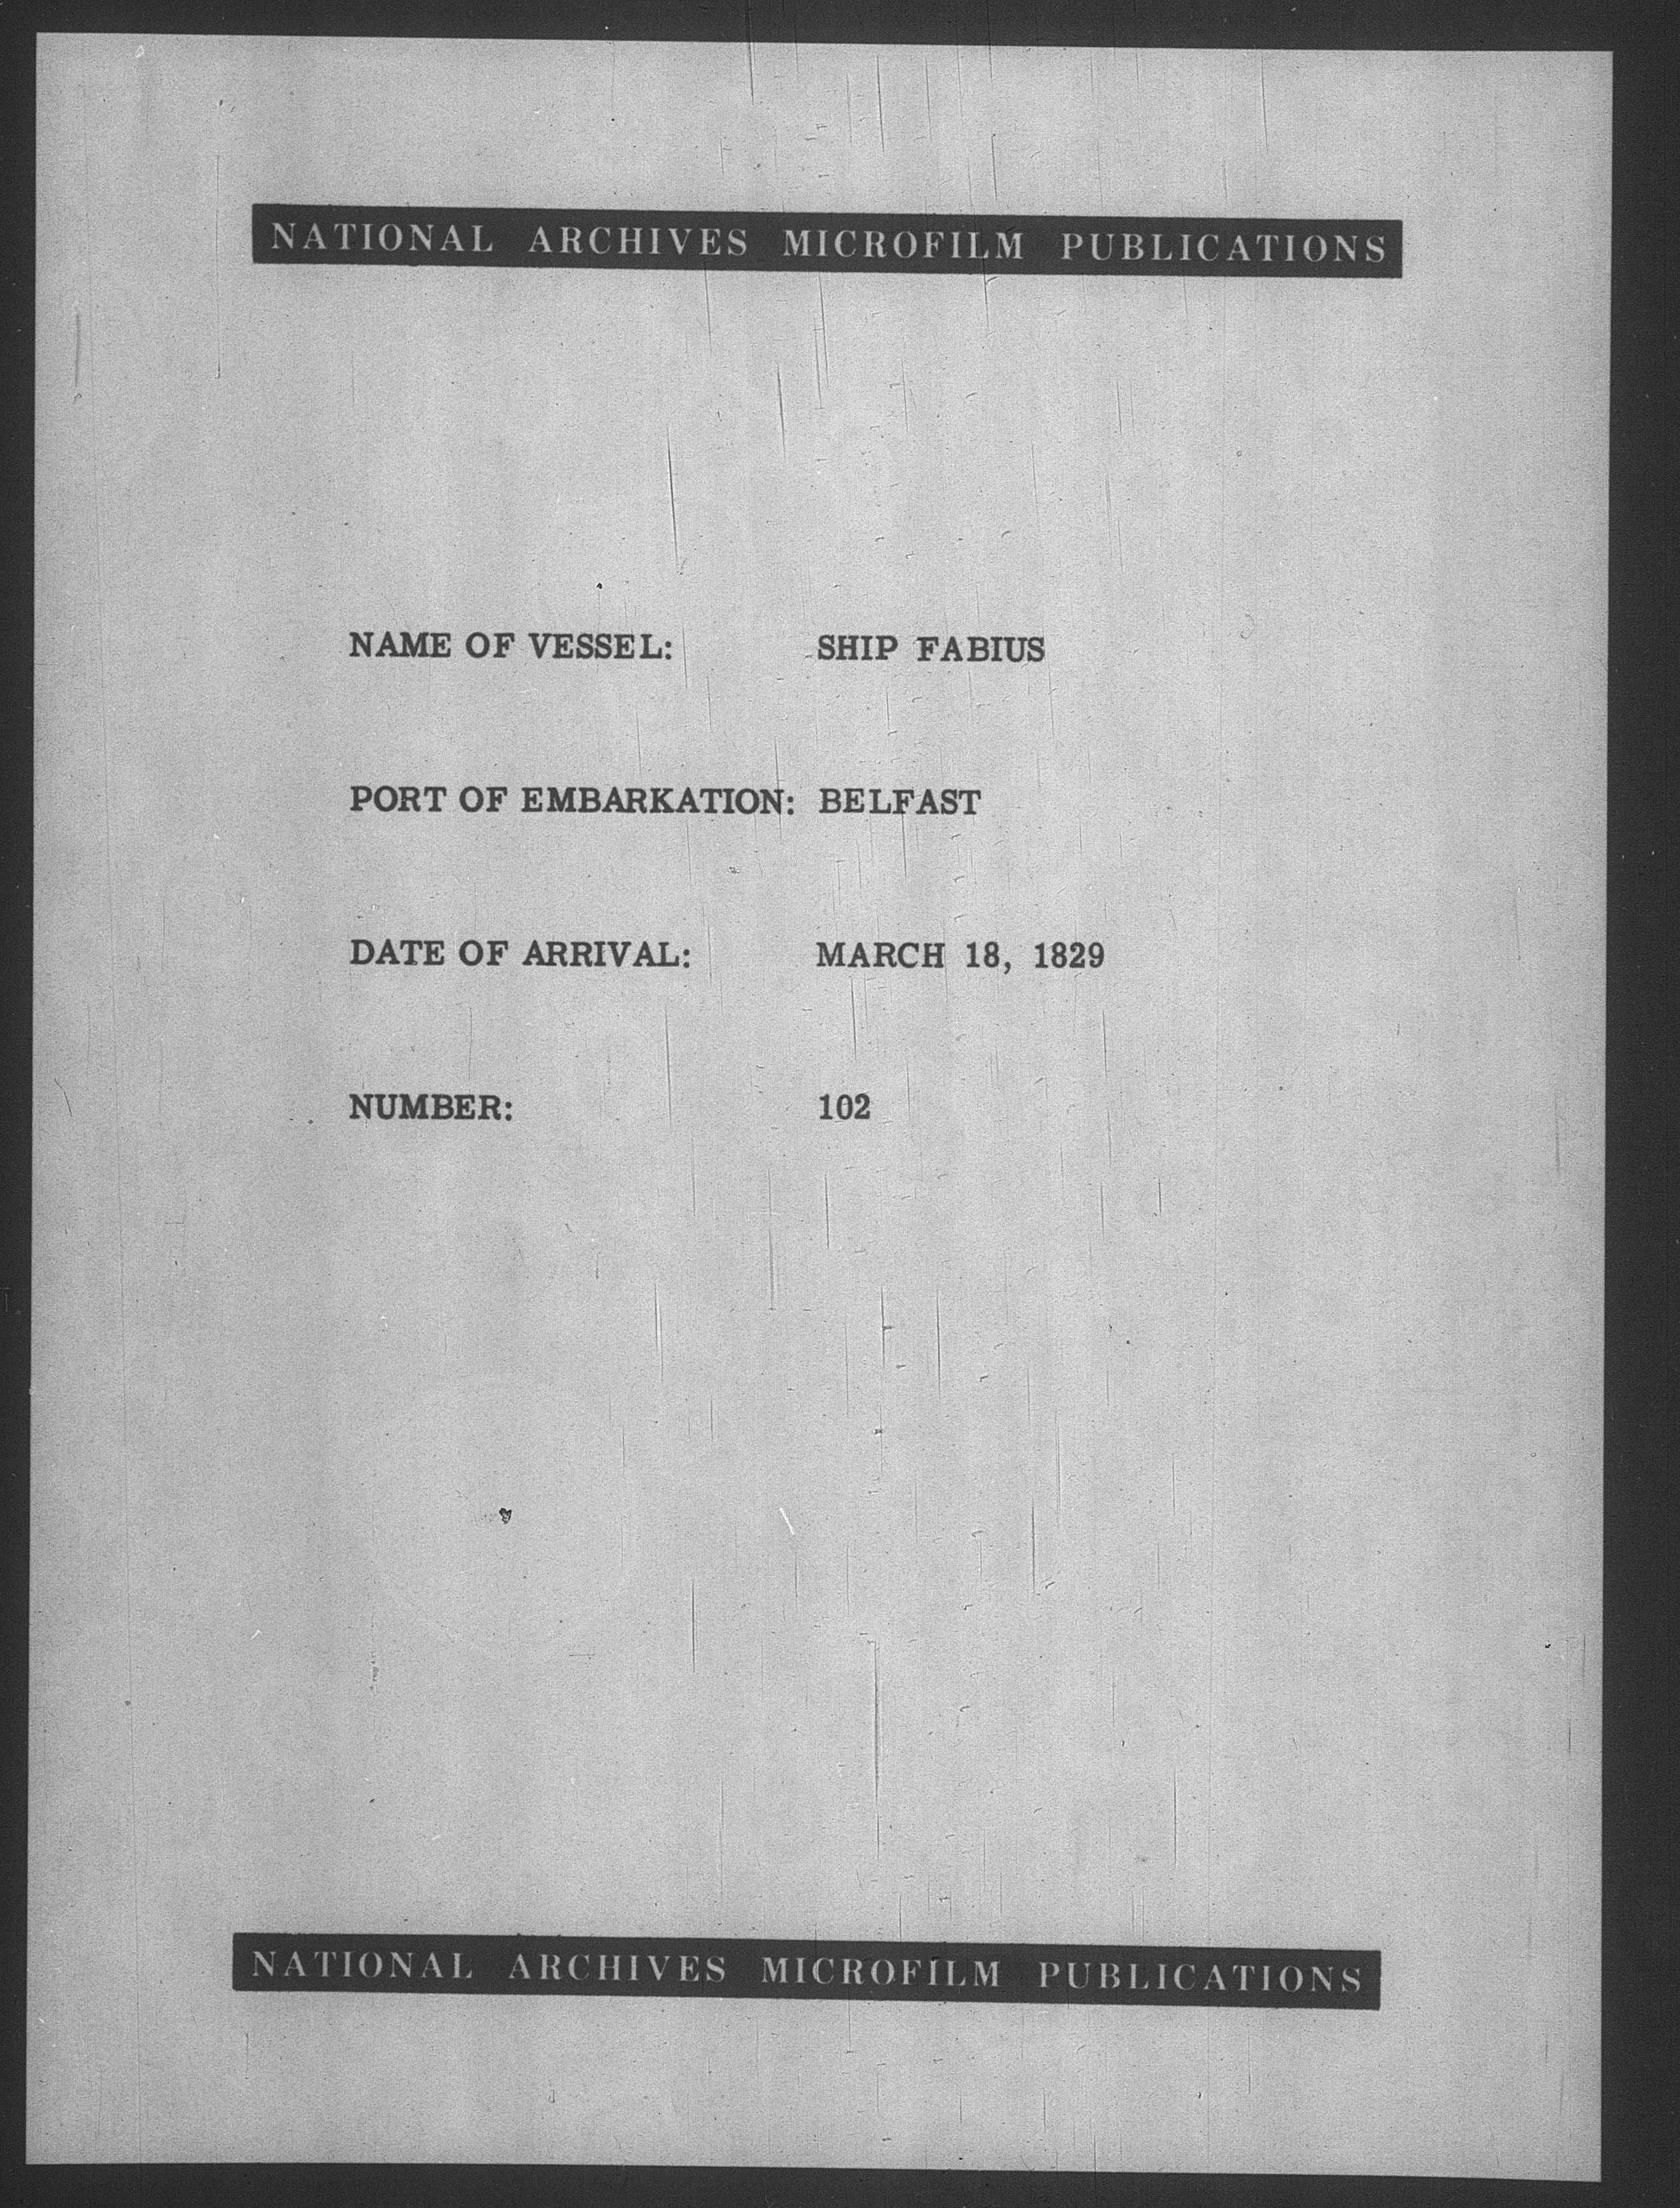 NATIONAL ARCHIVES MICROFILM PUBLICATIONS
NAME OF VESSEL: SHIP FABIUS
PORT OF EMBARKATION: BELFAST
DATE OF ARRIVAL: MARCH 18, 1829
NUMBER: 102
NATIONAL ARCHIVES MICROFILM PUBLICATIONS